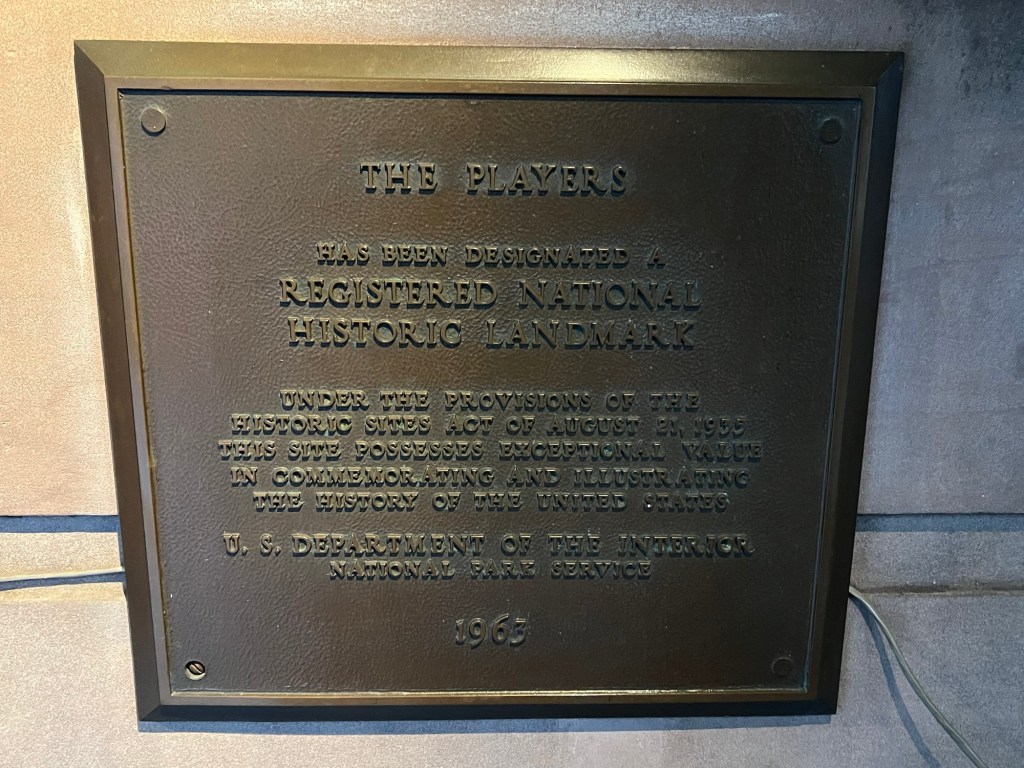 THE PLAYERS
HAS BEEN DESIGNATED A
REGISTERED NATIONAL
HISTORIC LANDMARK
UNDER THE PROVISIONS OF THE
HISTORIC SITES ACT OF AUGUST 21, 1935
THIS SITE POSSESSES EXCEPTIONAL VALUE
IN COMMEMORATING AND ILLUSTRATING
THE HISTORY OF THE UNITED STATES
U. S. DEPARTMENT OF THE INTERIOR
NATIONAL PARK SERVICE
1963